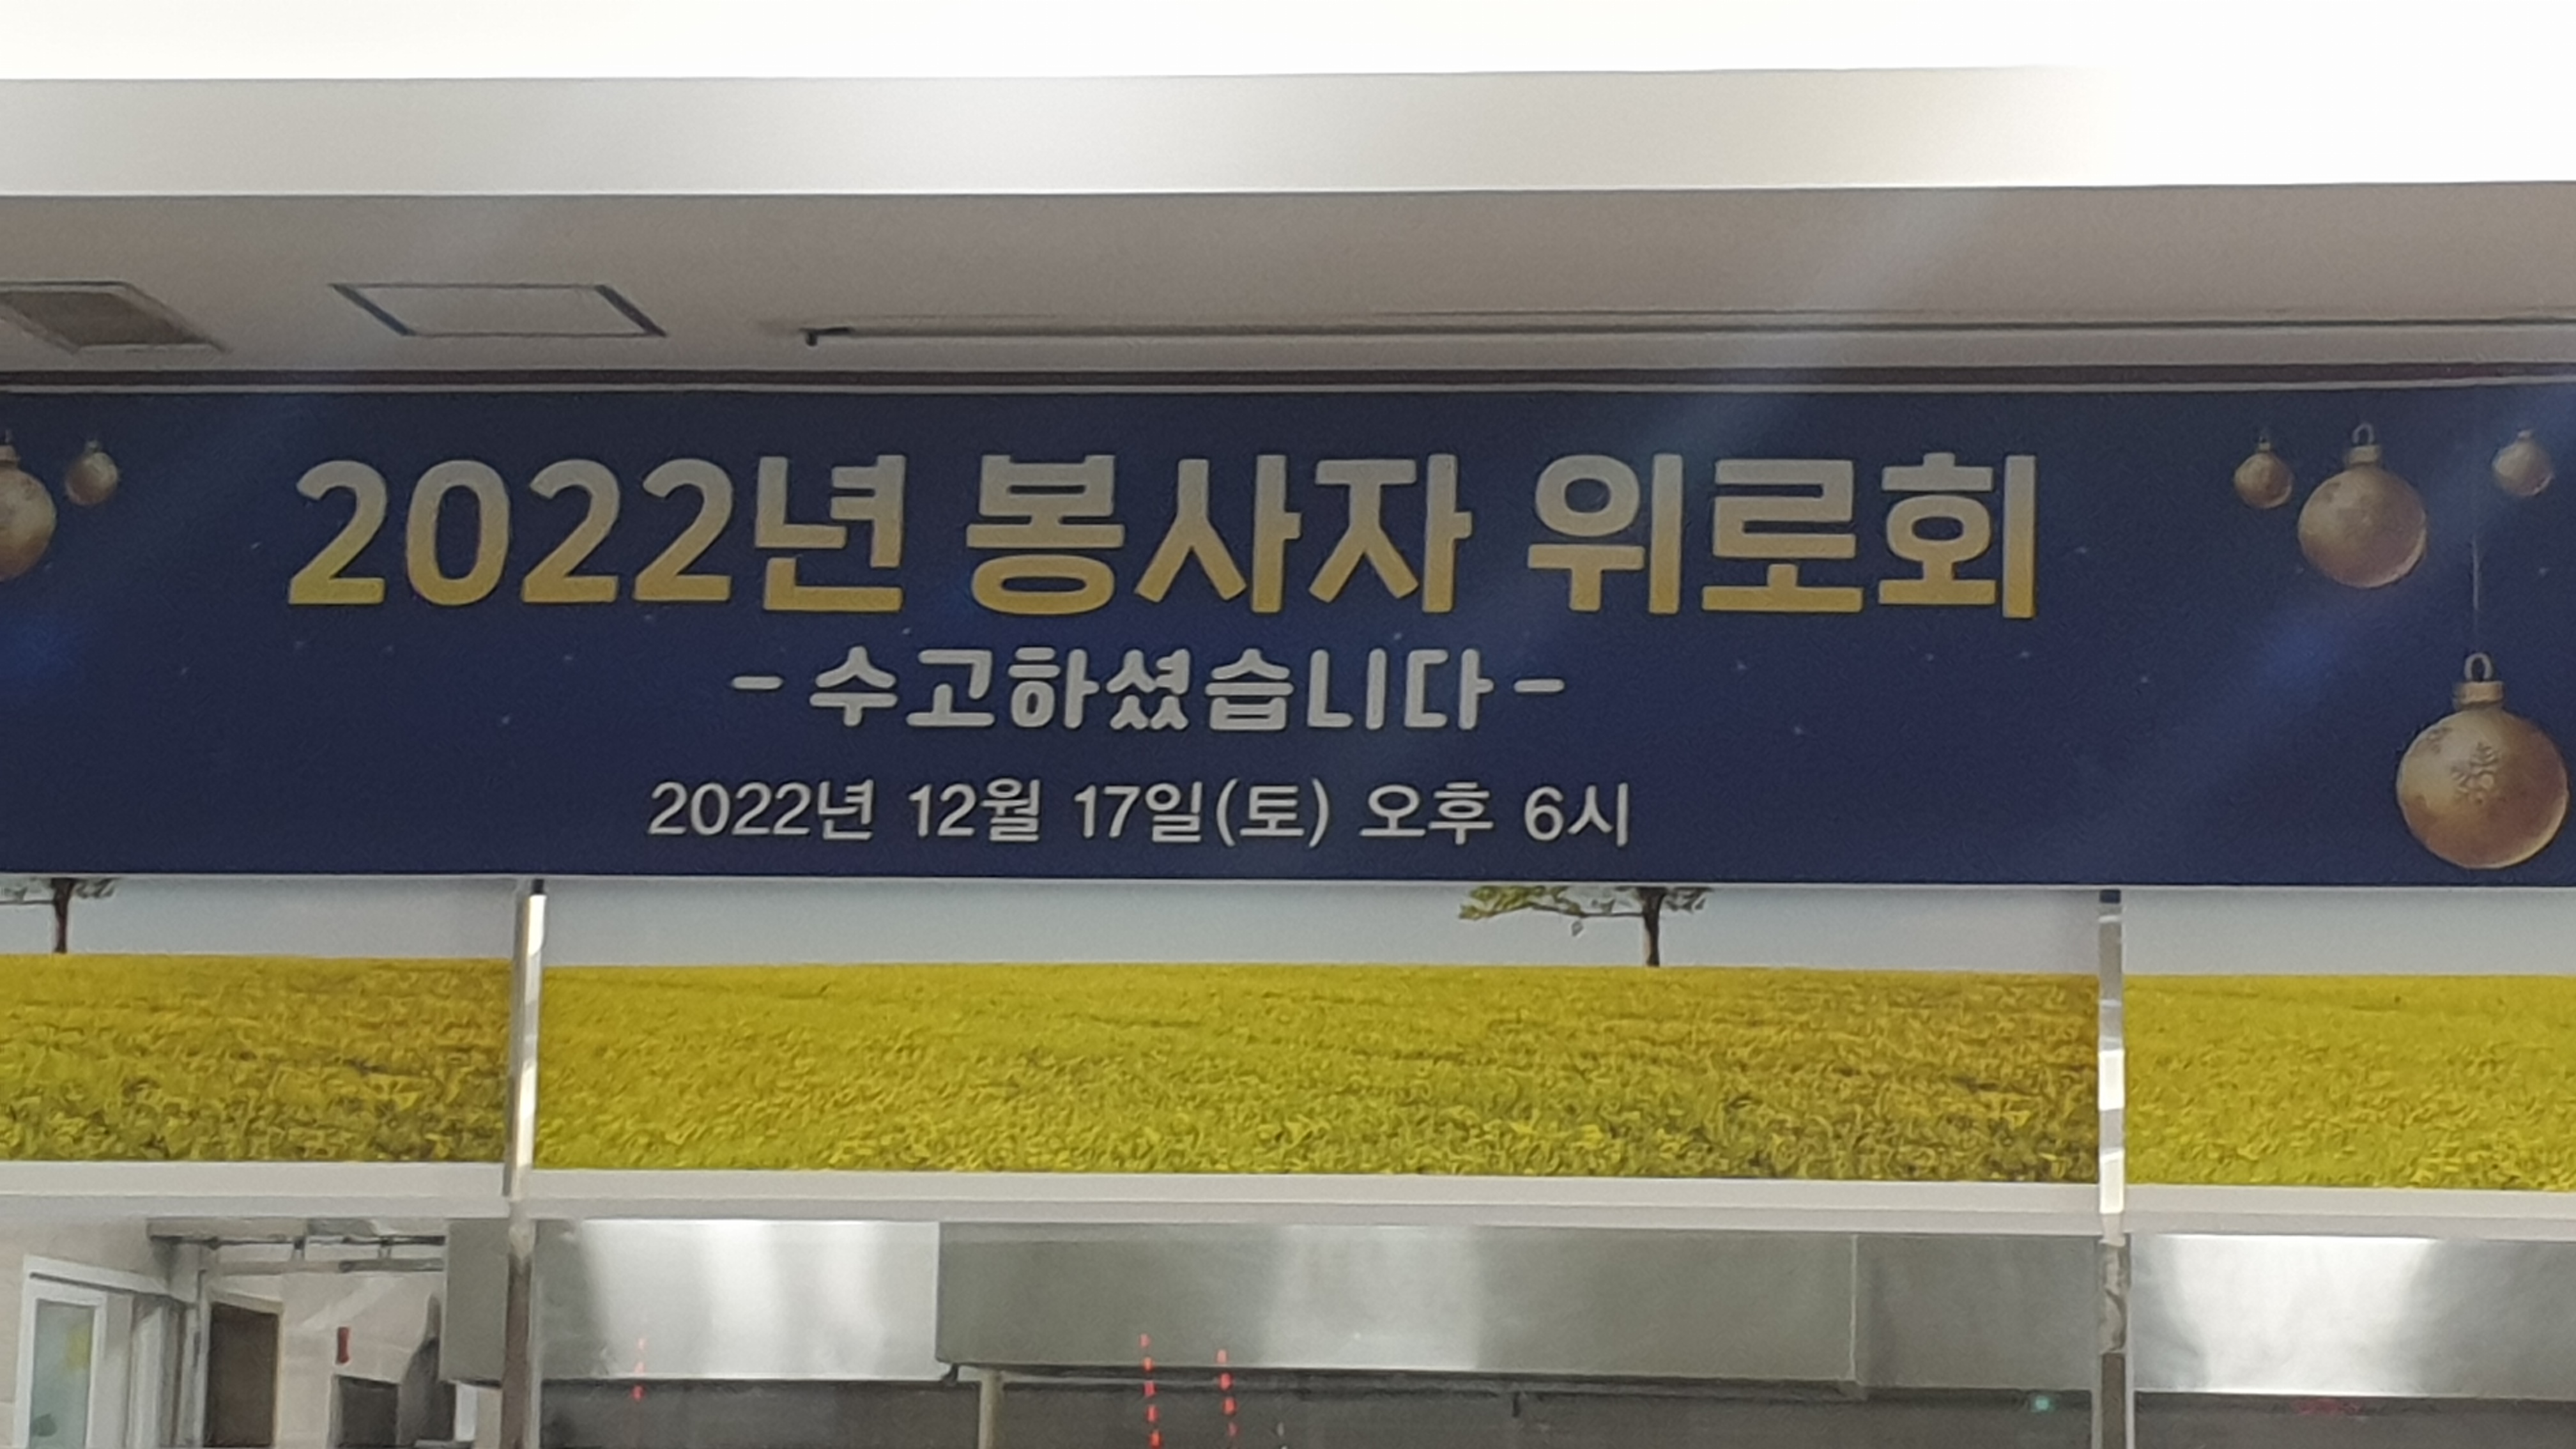 2022년 봉사자 위로회
-수고하셨습니다-
2022년 12월 17일(토) 오후 6시